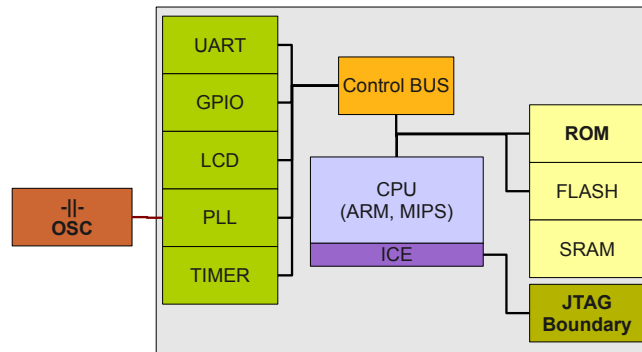 UART
GPIO
LCD
PLL
TIMER
-||-
OSC
Control BUS
CPU
(ARM, MIPS)
ICE
ROM
FLASH
SRAM
JTAG
Boundary